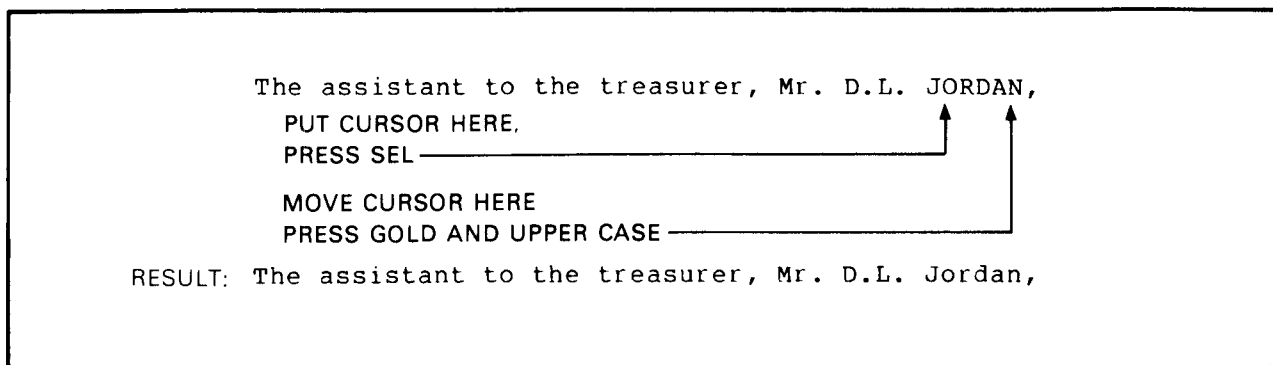 The assistant to the treasurer, Mr. D.L. JORDAN,
PUT CURSOR HERE,
PRESS SEL
MOVE CURSOR HERE
PRESS GOLD AND UPPER CASE
RESULT: The assistant to the treasurer, Mr. D.L. Jordan,